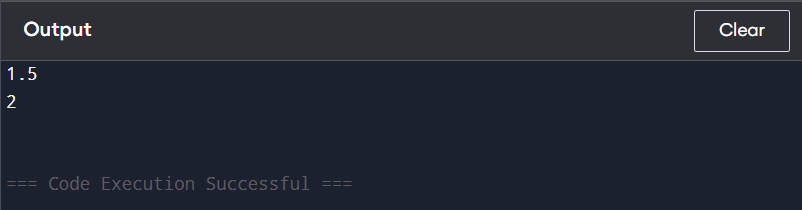 Output
Clear
1.5
2
=== Code Execution Successful ===